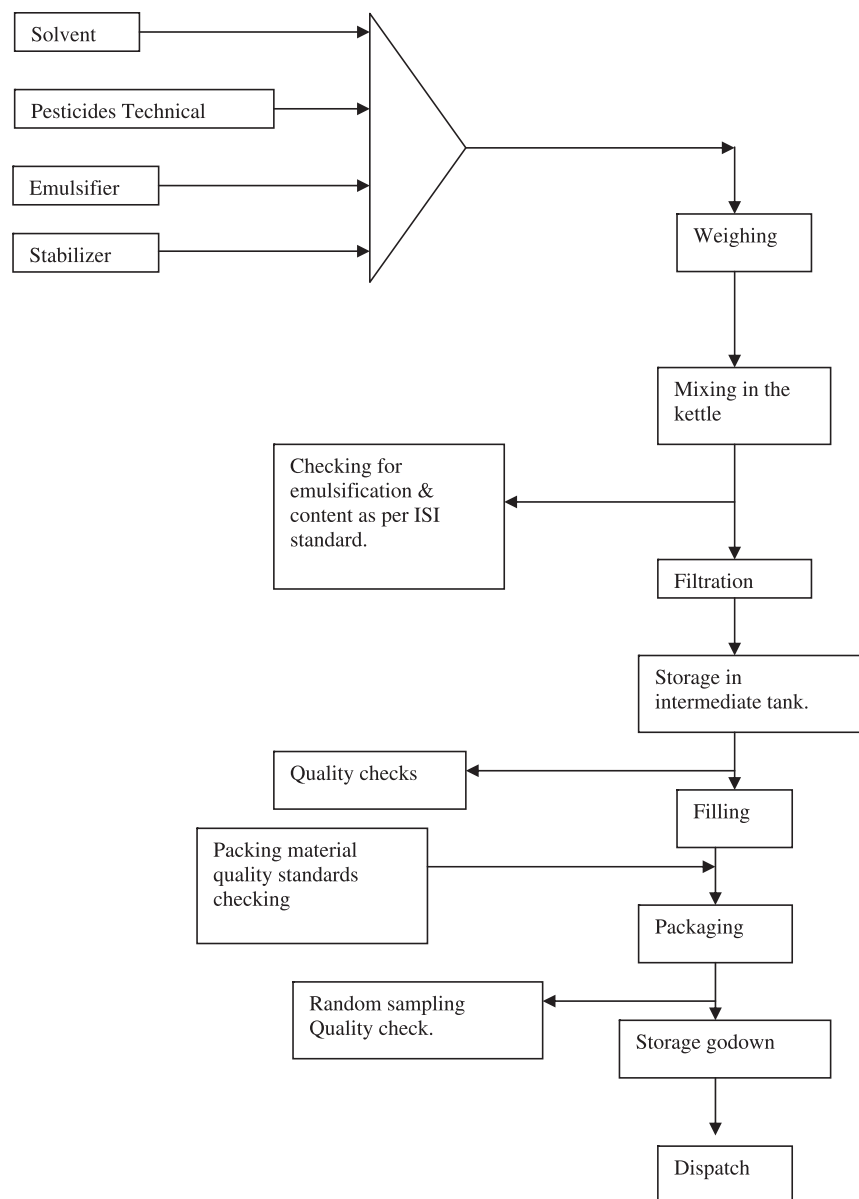 Solvent
Pesticides Technical
Emulsifier
Stabilizer
Weighing
Mixing in the
kettle
Checking for
emulsification &
content as per ISI
standard.
Filtration
Storage in
intermediate tank.
Quality checks
Filling
Packing material
quality standards
checking
Packaging
Random sampling
Quality check.
Storage godown
Dispatch